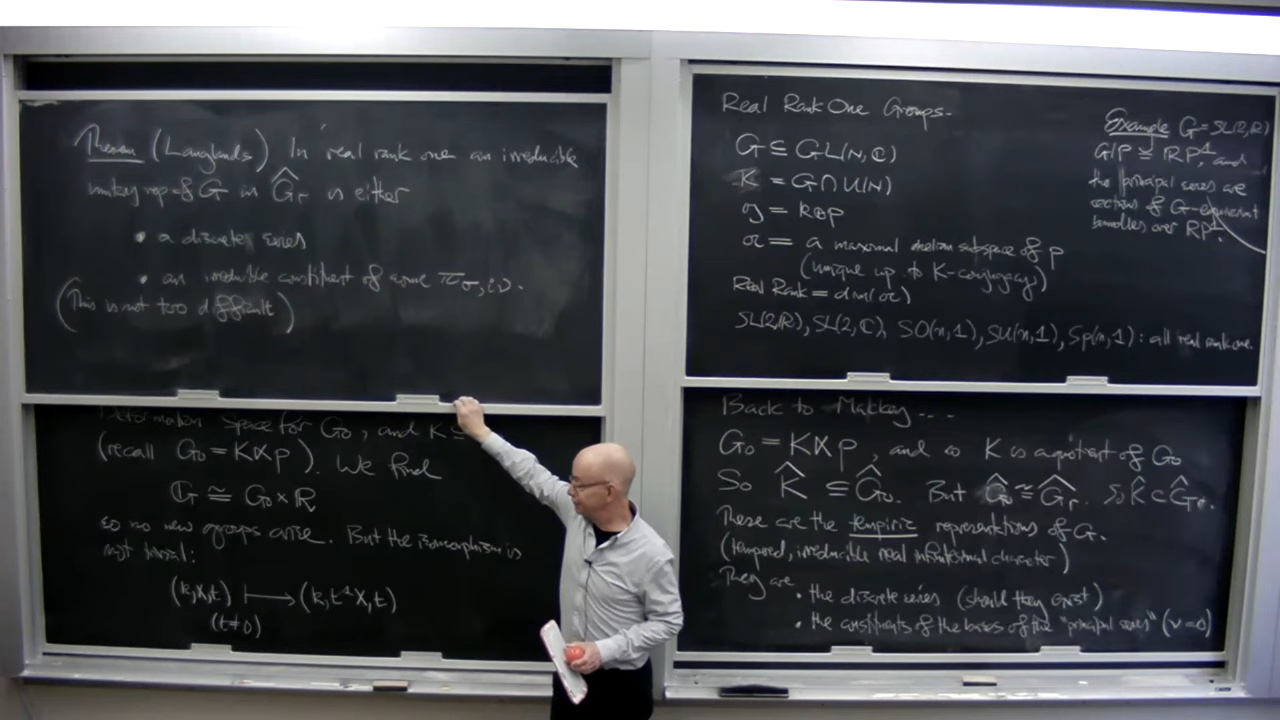 Theorem (Langlands) In real rank one an irreducible
unitary rep of G in Ĝr is either
• a discrete series
• an irreducible constituent of some π_{σ,iν}.
(This is not too difficult)
Deformation space for G₀, and K ⊆
(recall G₀ = K⋉p). We find
𝔾 ≅ G₀ × ℝ
so no new groups arise. But the isomorphism is
not trivial:
(k, X, t) ⟼ (k, t⁻¹X, t)
(t≠0)
Real Rank One Groups.
G ⊆ GL(N, ℂ)
K = G ∩ U(N)
𝔤 = k⊕p
𝔞 = a maximal abelian subspace of p
(unique up to K-conjugacy)
Real Rank = dim(𝔞)
SL(2,ℝ), SL(2,ℂ), SO(n,1), SU(n,1), Sp(n,1): all real rank one.
Example G = SL(2,ℝ)
G/P ≅ ℝP¹, and
the principal series are
sections of G-equivariant
bundles over ℝP¹.
Back to Mackey ....
G₀ = K⋉p, and so K is a quotient of G₀
So K̂ ⊆ Ĝ₀. But Ĝ₀ ≅ Ĝr. So K̂ ⊂ Ĝr.
These are the tempiric representations of G.
(tempered, irreducible real infinitesimal character)
They are
• the discrete series (should they exist)
• the constituents of the bases of the "principal series" (ν=0)